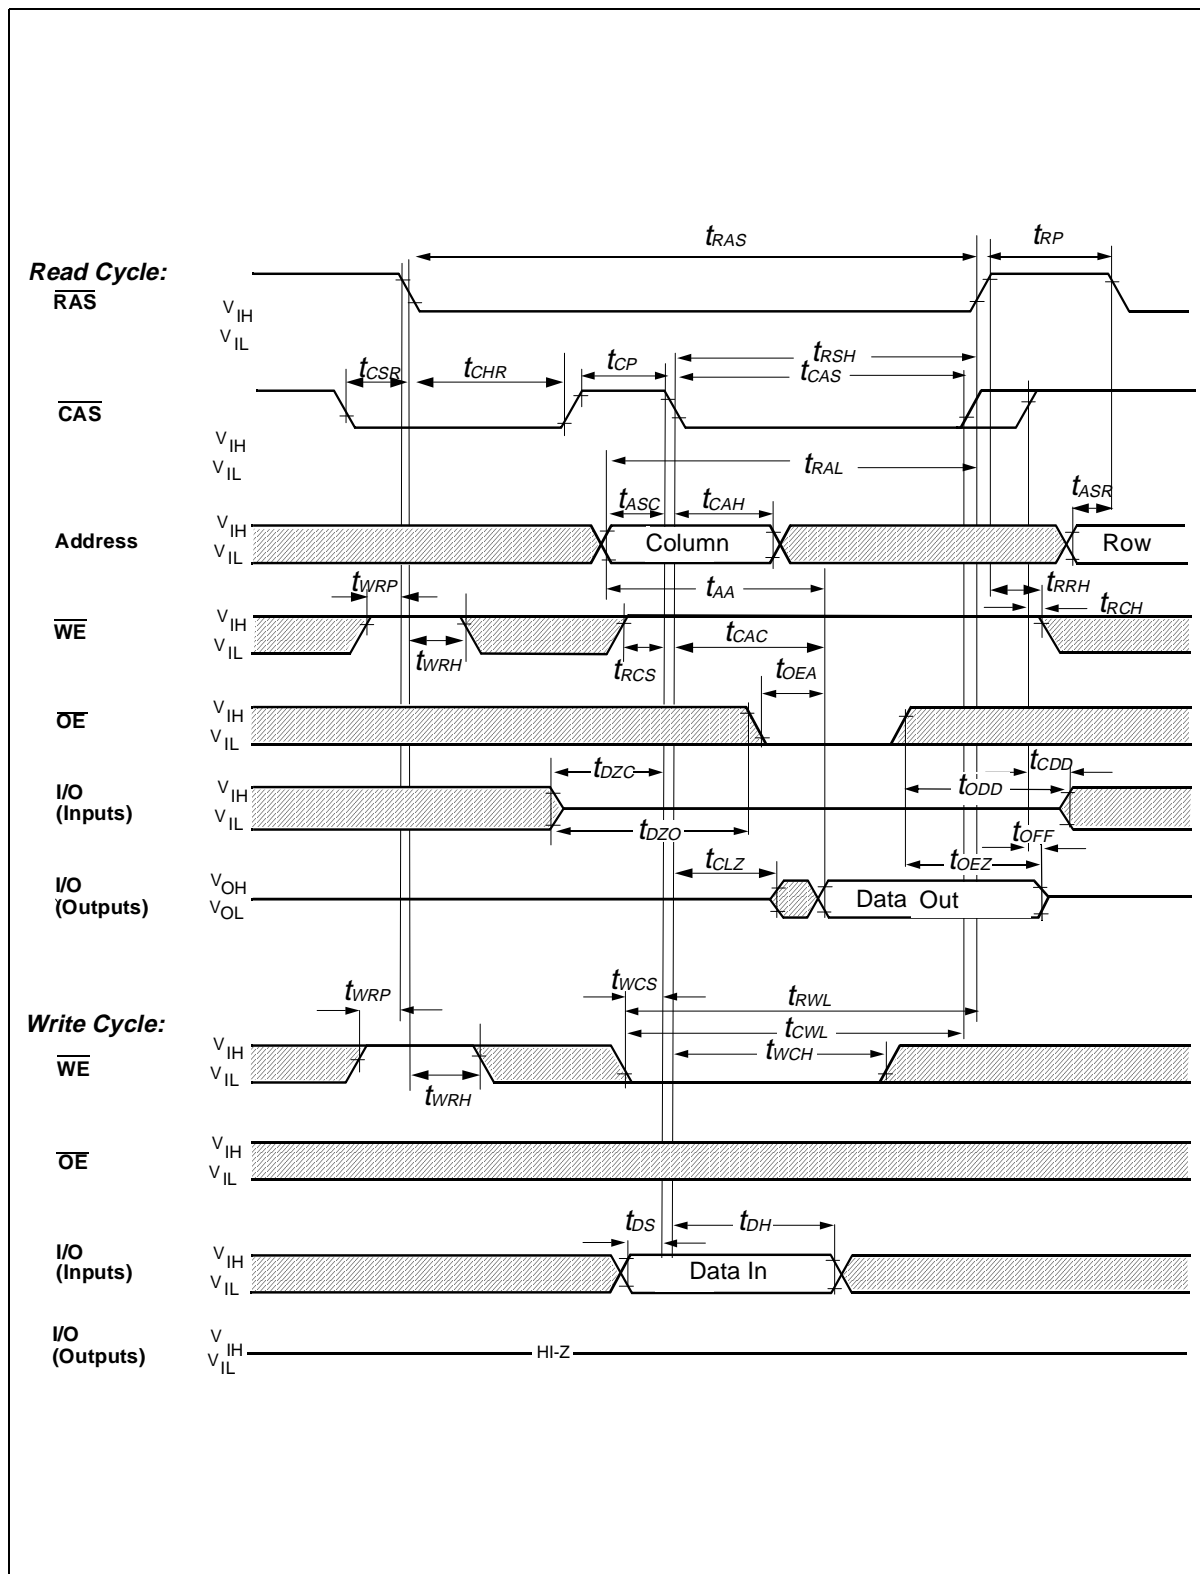 tRAS tRP
Read Cycle:
RAS
VIH
VIL
tRSH
tCSR tCHR tCP tCAS
CAS
VIH
VIL
tRAL
tASC tCAH tASR
Address VIH Column Row
VIL
tWRP tAA tRRH
tRCH
WE VIH
VIL
tWRH tRCS tCAC
tOEA
OE VIH
VIL
tDZC tCDD
I/O VIH tODD
(Inputs) VIL
tDZO tOFF
tCLZ tOEZ
I/O VOH
(Outputs) VOL Data Out
tWRP tWCS tRWL
Write Cycle:
tCWL
tWCH
WE VIH
VIL
tWRH
OE VIH
VIL
tDS tDH
I/O VIH
(Inputs) VIL Data In
I/O VIH
(Outputs) VIL HI-Z